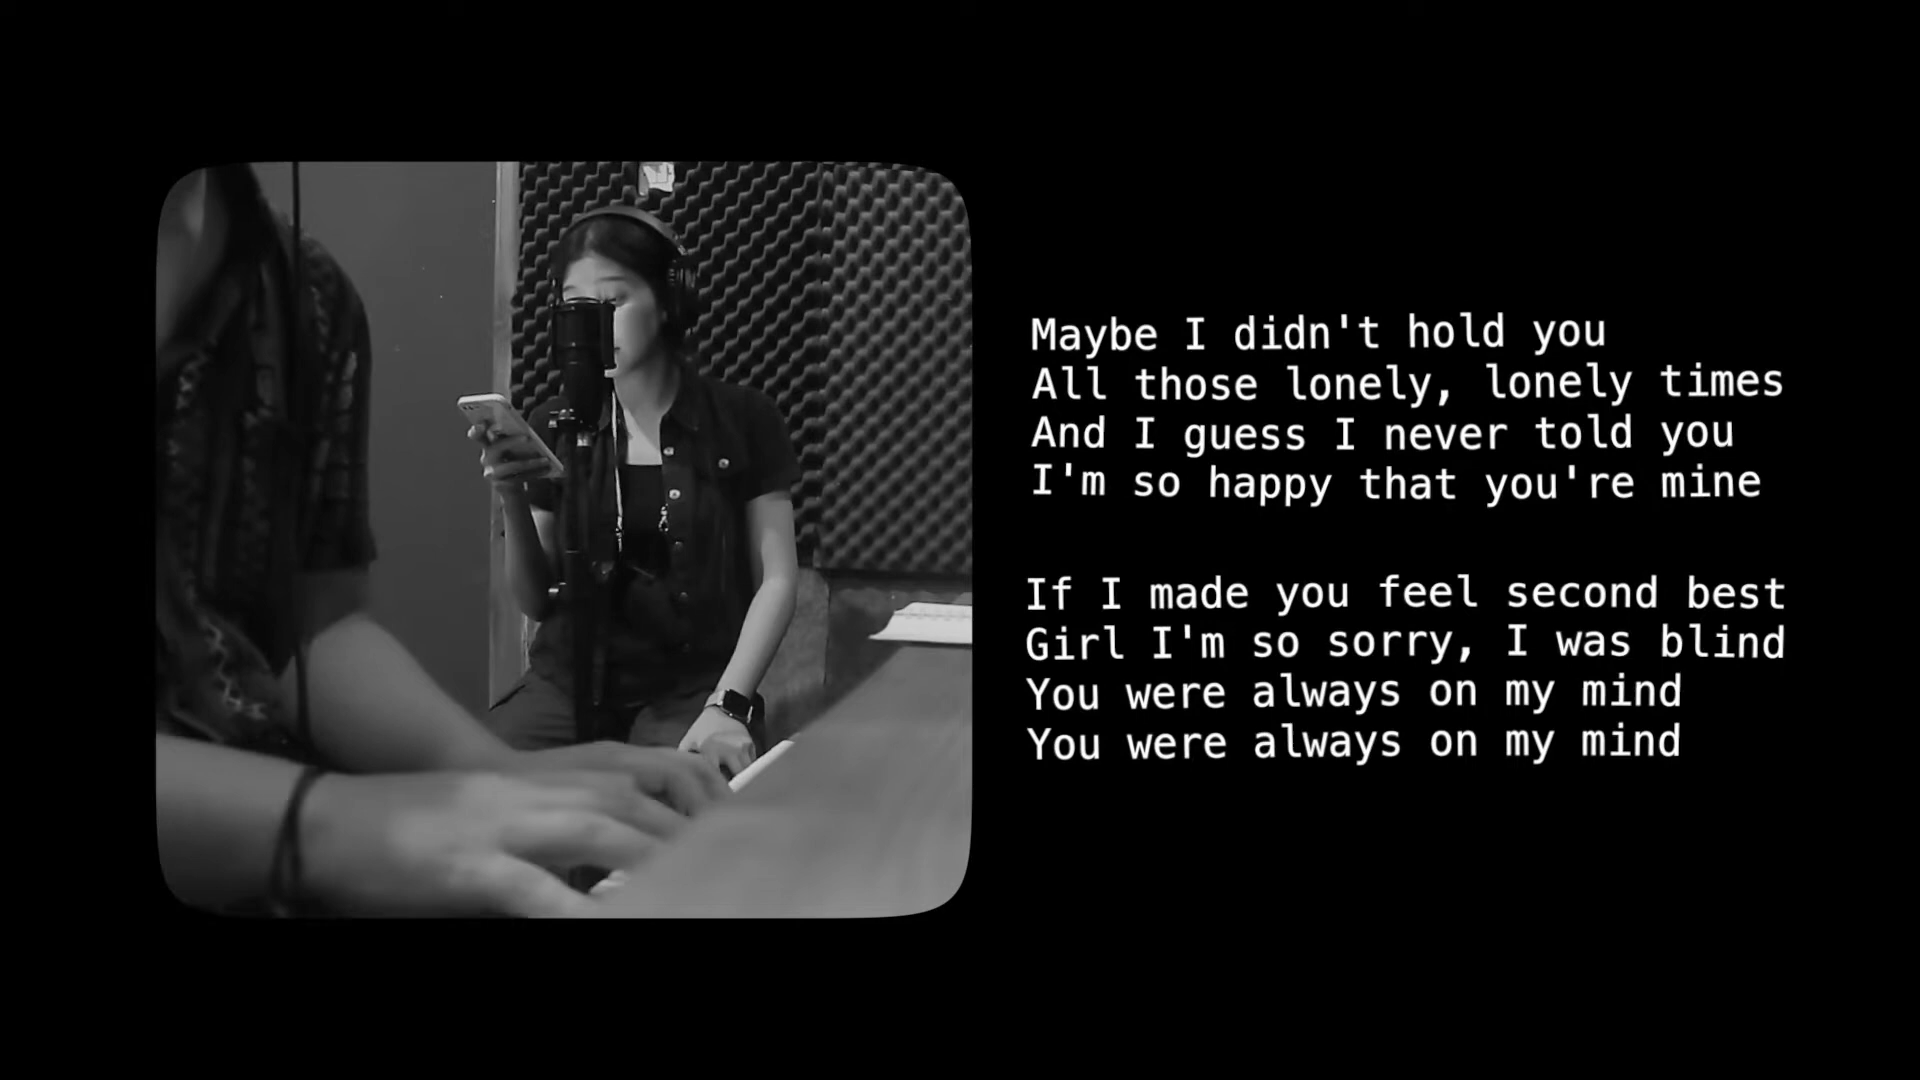 Maybe I didn't hold you
All those lonely, lonely times
And I guess I never told you
I'm so happy that you're mine
If I made you feel second best
Girl I'm so sorry, I was blind
You were always on my mind
You were always on my mind